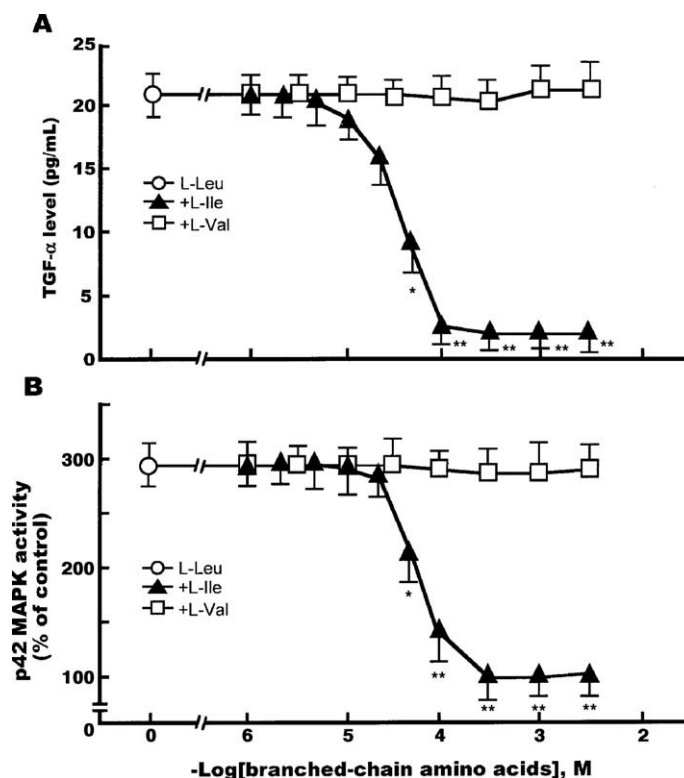 A
25
20
15
10
5
0
TGF-α level (pg/mL)
L-Leu
+L-Ile
+L-Val
*
** ** ** **
B
300
200
100
0
p42 MAPK activity
(% of control)
L-Leu
+L-Ile
+L-Val
*
**
** ** **
0 6 5 4 3 2
-Log[branched-chain amino acids], M